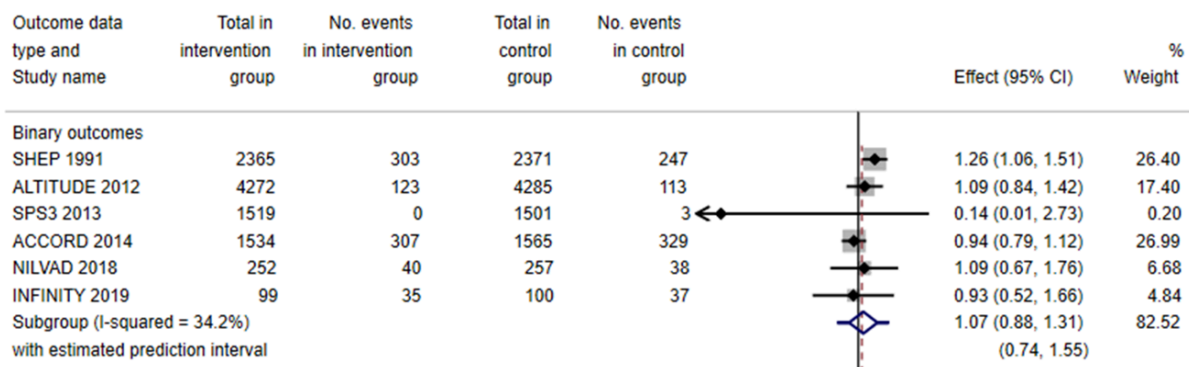 Outcome data Total in No. events Total in No. events
type and intervention in intervention control in control %
Study name group group group group Effect (95% CI) Weight
Binary outcomes
SHEP 1991 2365 303 2371 247 1.26 (1.06, 1.51) 26.40
ALTITUDE 2012 4272 123 4285 113 1.09 (0.84, 1.42) 17.40
SPS3 2013 1519 0 1501 3 0.14 (0.01, 2.73) 0.20
ACCORD 2014 1534 307 1565 329 0.94 (0.79, 1.12) 26.99
NILVAD 2018 252 40 257 38 1.09 (0.67, 1.76) 6.68
INFINITY 2019 99 35 100 37 0.93 (0.52, 1.66) 4.84
Subgroup (I-squared = 34.2%) 1.07 (0.88, 1.31) 82.52
with estimated prediction interval (0.74, 1.55)